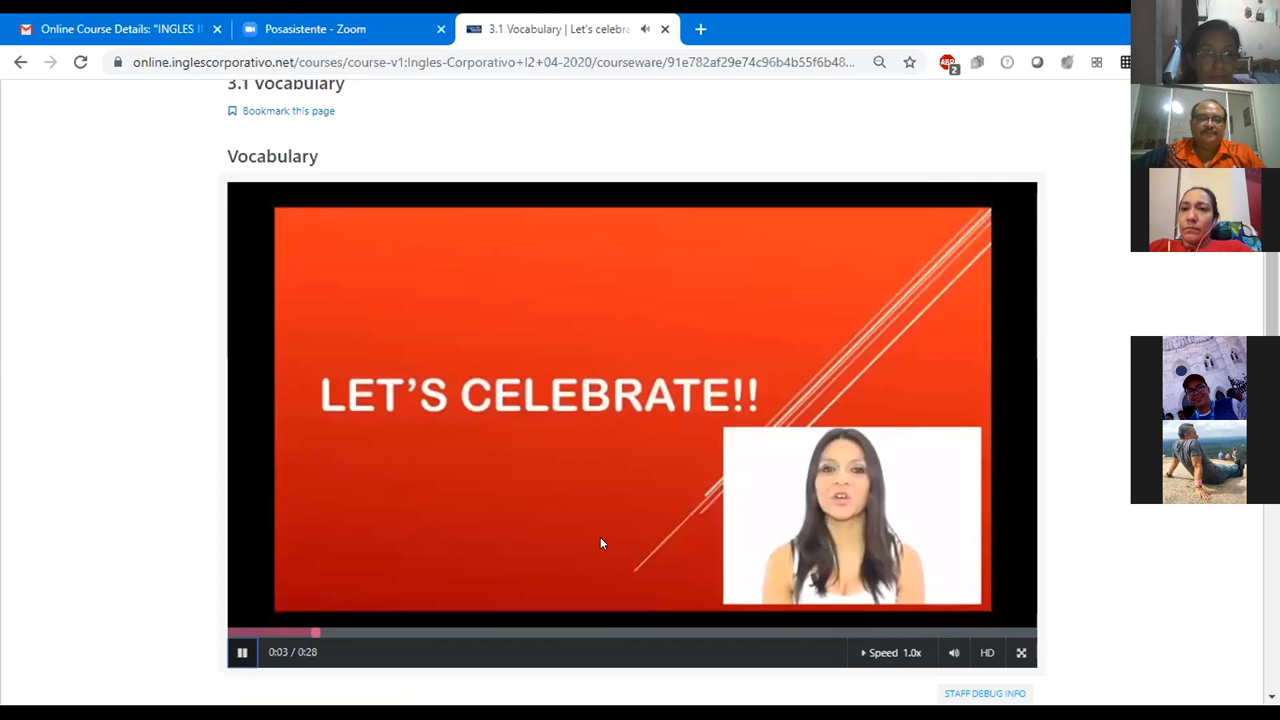 Online Course Details: "INGLES II
Posasistente - Zoom
3.1 Vocabulary | Let's celebra
online.inglescorporativo.net/courses/course-v1:Ingles-Corporativo+I2+04-2020/courseware/91e782af29e74c96b4b55f6b48...
ABP
2
3.1 Vocabulary
Bookmark this page
Vocabulary
LET'S CELEBRATE!!
0:03 / 0:28
Speed 1.0x
HD
STAFF DEBUG INFO